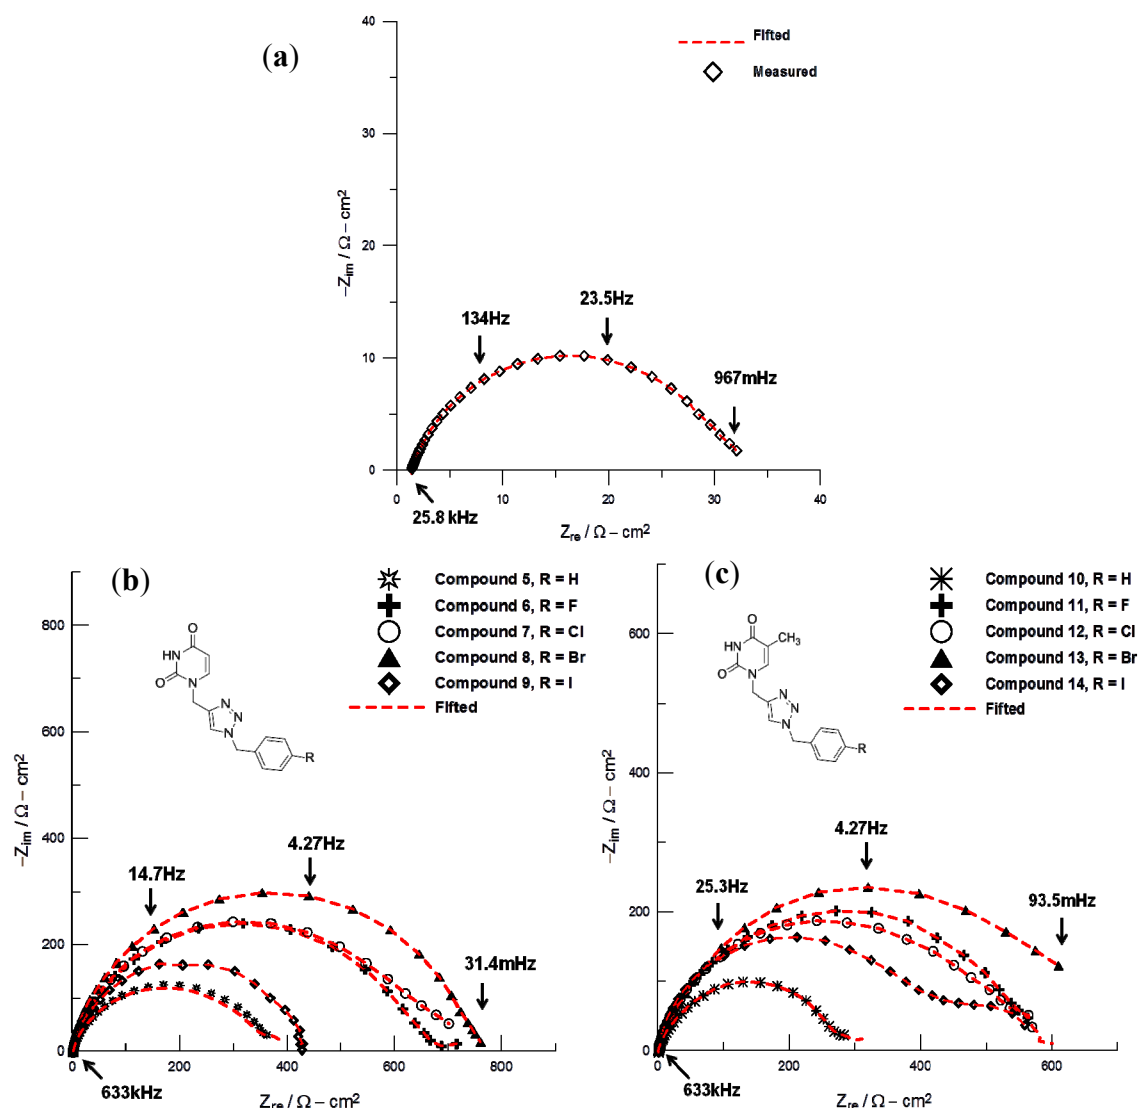 (a)
Fifted
Measured
40
30
20
10
0
–Zim / Ω – cm²
134Hz
23.5Hz
967mHz
25.8 kHz
0
10
20
30
40
Zre / Ω – cm²
(b)
Compound 5, R = H
Compound 6, R = F
Compound 7, R = Cl
Compound 8, R = Br
Compound 9, R = I
Fifted
O
HN
O
N
N
N
N
R
800
600
400
200
0
–Zim / Ω – cm²
14.7Hz
4.27Hz
31.4mHz
633kHz
0
200
400
600
800
Zre / Ω – cm²
(c)
Compound 10, R = H
Compound 11, R = F
Compound 12, R = Cl
Compound 13, R = Br
Compound 14, R = I
Fifted
O
CH3
HN
O
N
N
N
N
R
600
400
200
0
–Zim / Ω – cm²
25.3Hz
4.27Hz
93.5mHz
633kHz
0
200
400
600
Zre / Ω – cm²